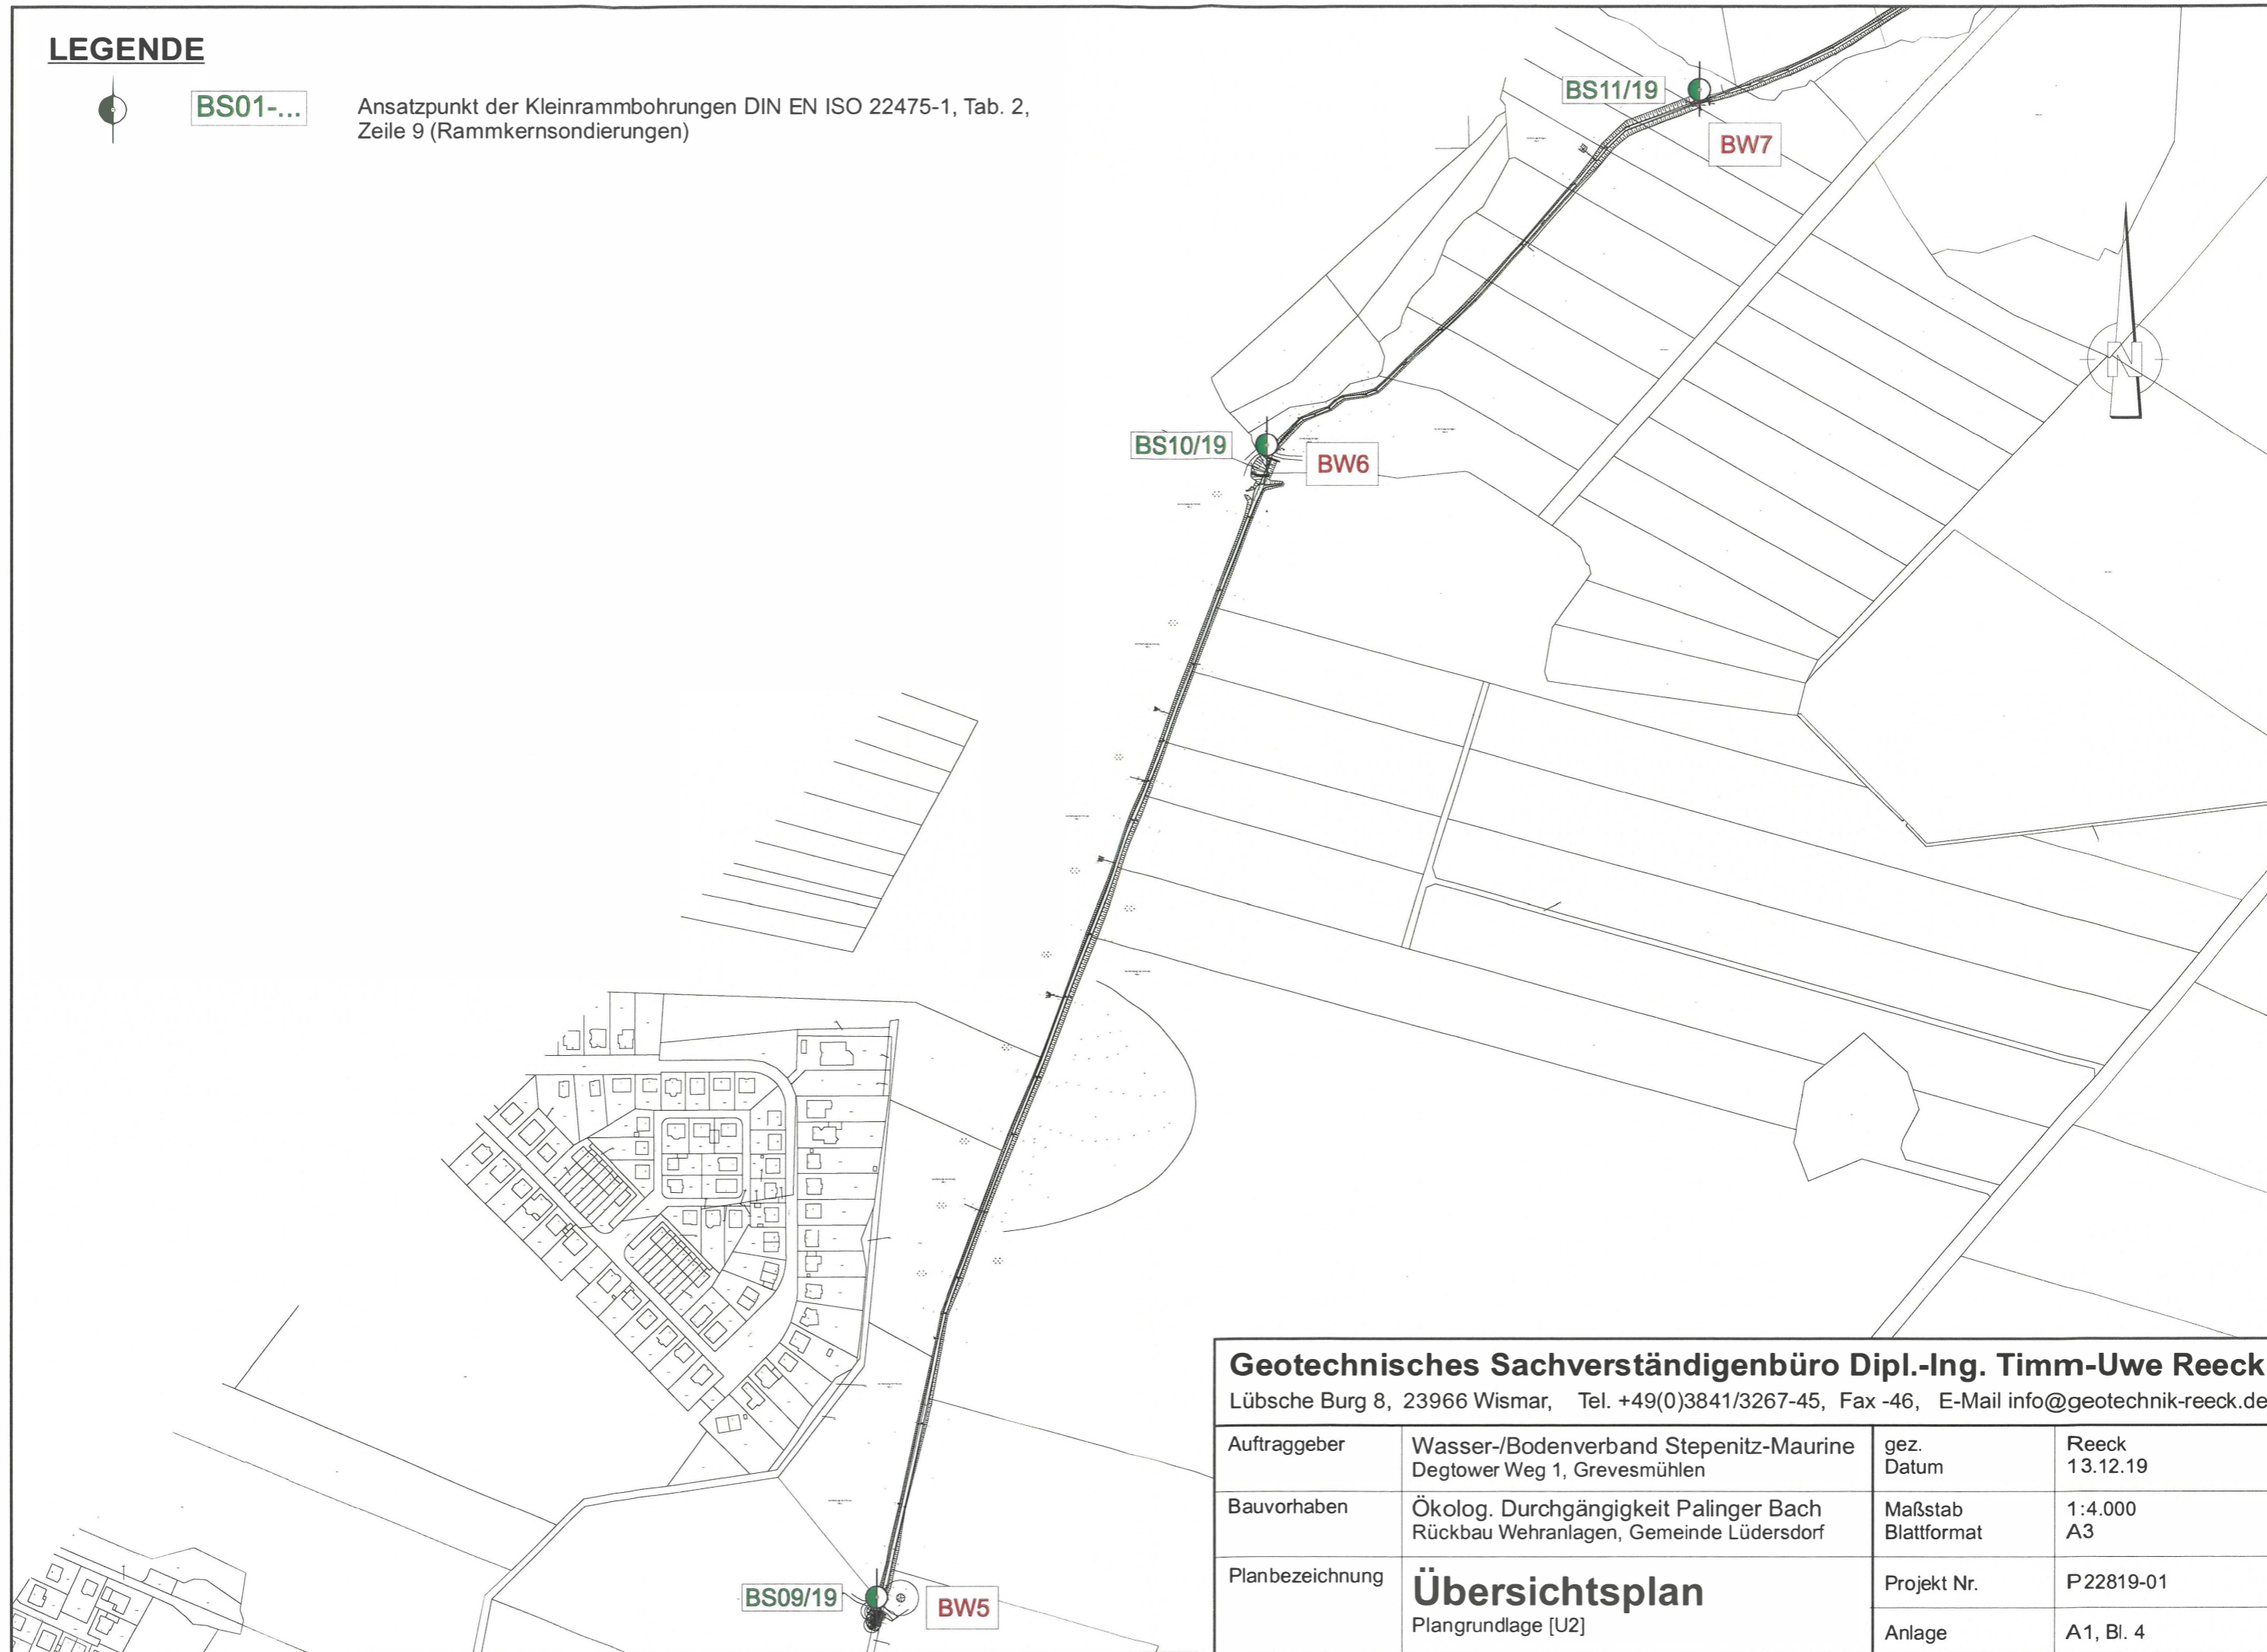 LEGENDE
BS01-...
Ansatzpunkt der Kleinrammbohrungen DIN EN ISO 22475-1, Tab. 2,
Zeile 9 (Rammkernsondierungen)
BS11/19
BW7
N
BS10/19
BW6
BS09/19
BW5
Geotechnisches Sachverständigenbüro Dipl.-Ing. Timm-Uwe Reeck
Lübsche Burg 8, 23966 Wismar, Tel. +49(0)3841/3267-45, Fax -46, E-Mail info@geotechnik-reeck.de
Auftraggeber
Wasser-/Bodenverband Stepenitz-Maurine
Degtower Weg 1, Grevesmühlen
gez. Reeck
Datum 13.12.19
Bauvorhaben
Ökolog. Durchgängigkeit Palinger Bach
Rückbau Wehranlagen, Gemeinde Lüdersdorf
Maßstab 1:4.000
Blattformat A3
Planbezeichnung
Übersichtsplan
Plangrundlage [U2]
Projekt Nr. P22819-01
Anlage A1, Bl. 4